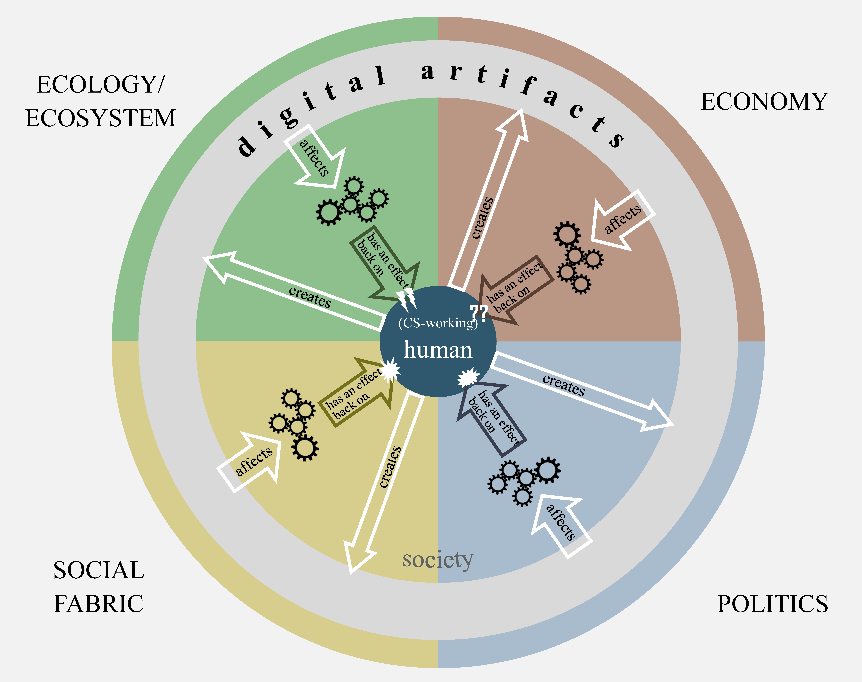 digital artifacts
ECOLOGY/
ECOSYSTEM
ECONOMY
affects
creates
affects
has an effect
back on
has an effect
back on
creates
??
(CS-working)
human
creates
has an effect
back on
has an effect
back on
creates
affects
affects
society
SOCIAL
FABRIC
POLITICS